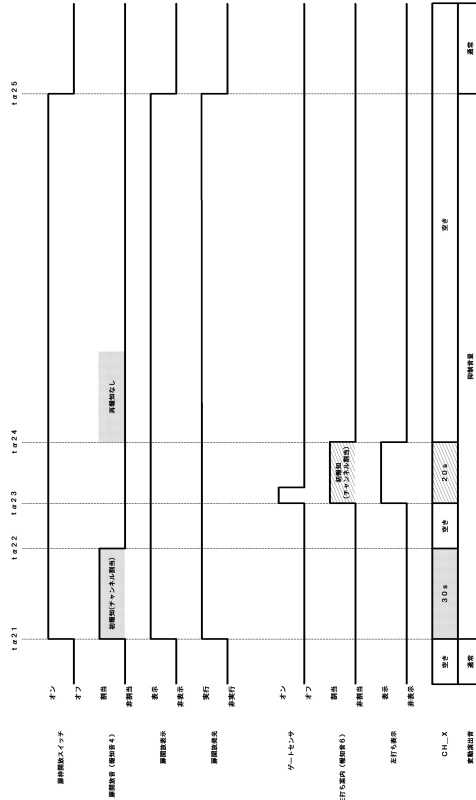 tα21
tα22
tα23
tα24
tα25
扉枠開放スイッチ
オン
オフ
扉開放音（報知音4）
割当
非割当
初報知(チャンネル割当)
再報知なし
扉開放表示
表示
非表示
扉開放発光
実行
非実行
ゲートセンサ
オン
オフ
左打ち案内（報知音6）
割当
非割当
初報知
(チャンネル割当)
左打ち表示
表示
非表示
CH_X
空き
30s
空き
20s
空き
変動演出音
通常
抑制音量
通常